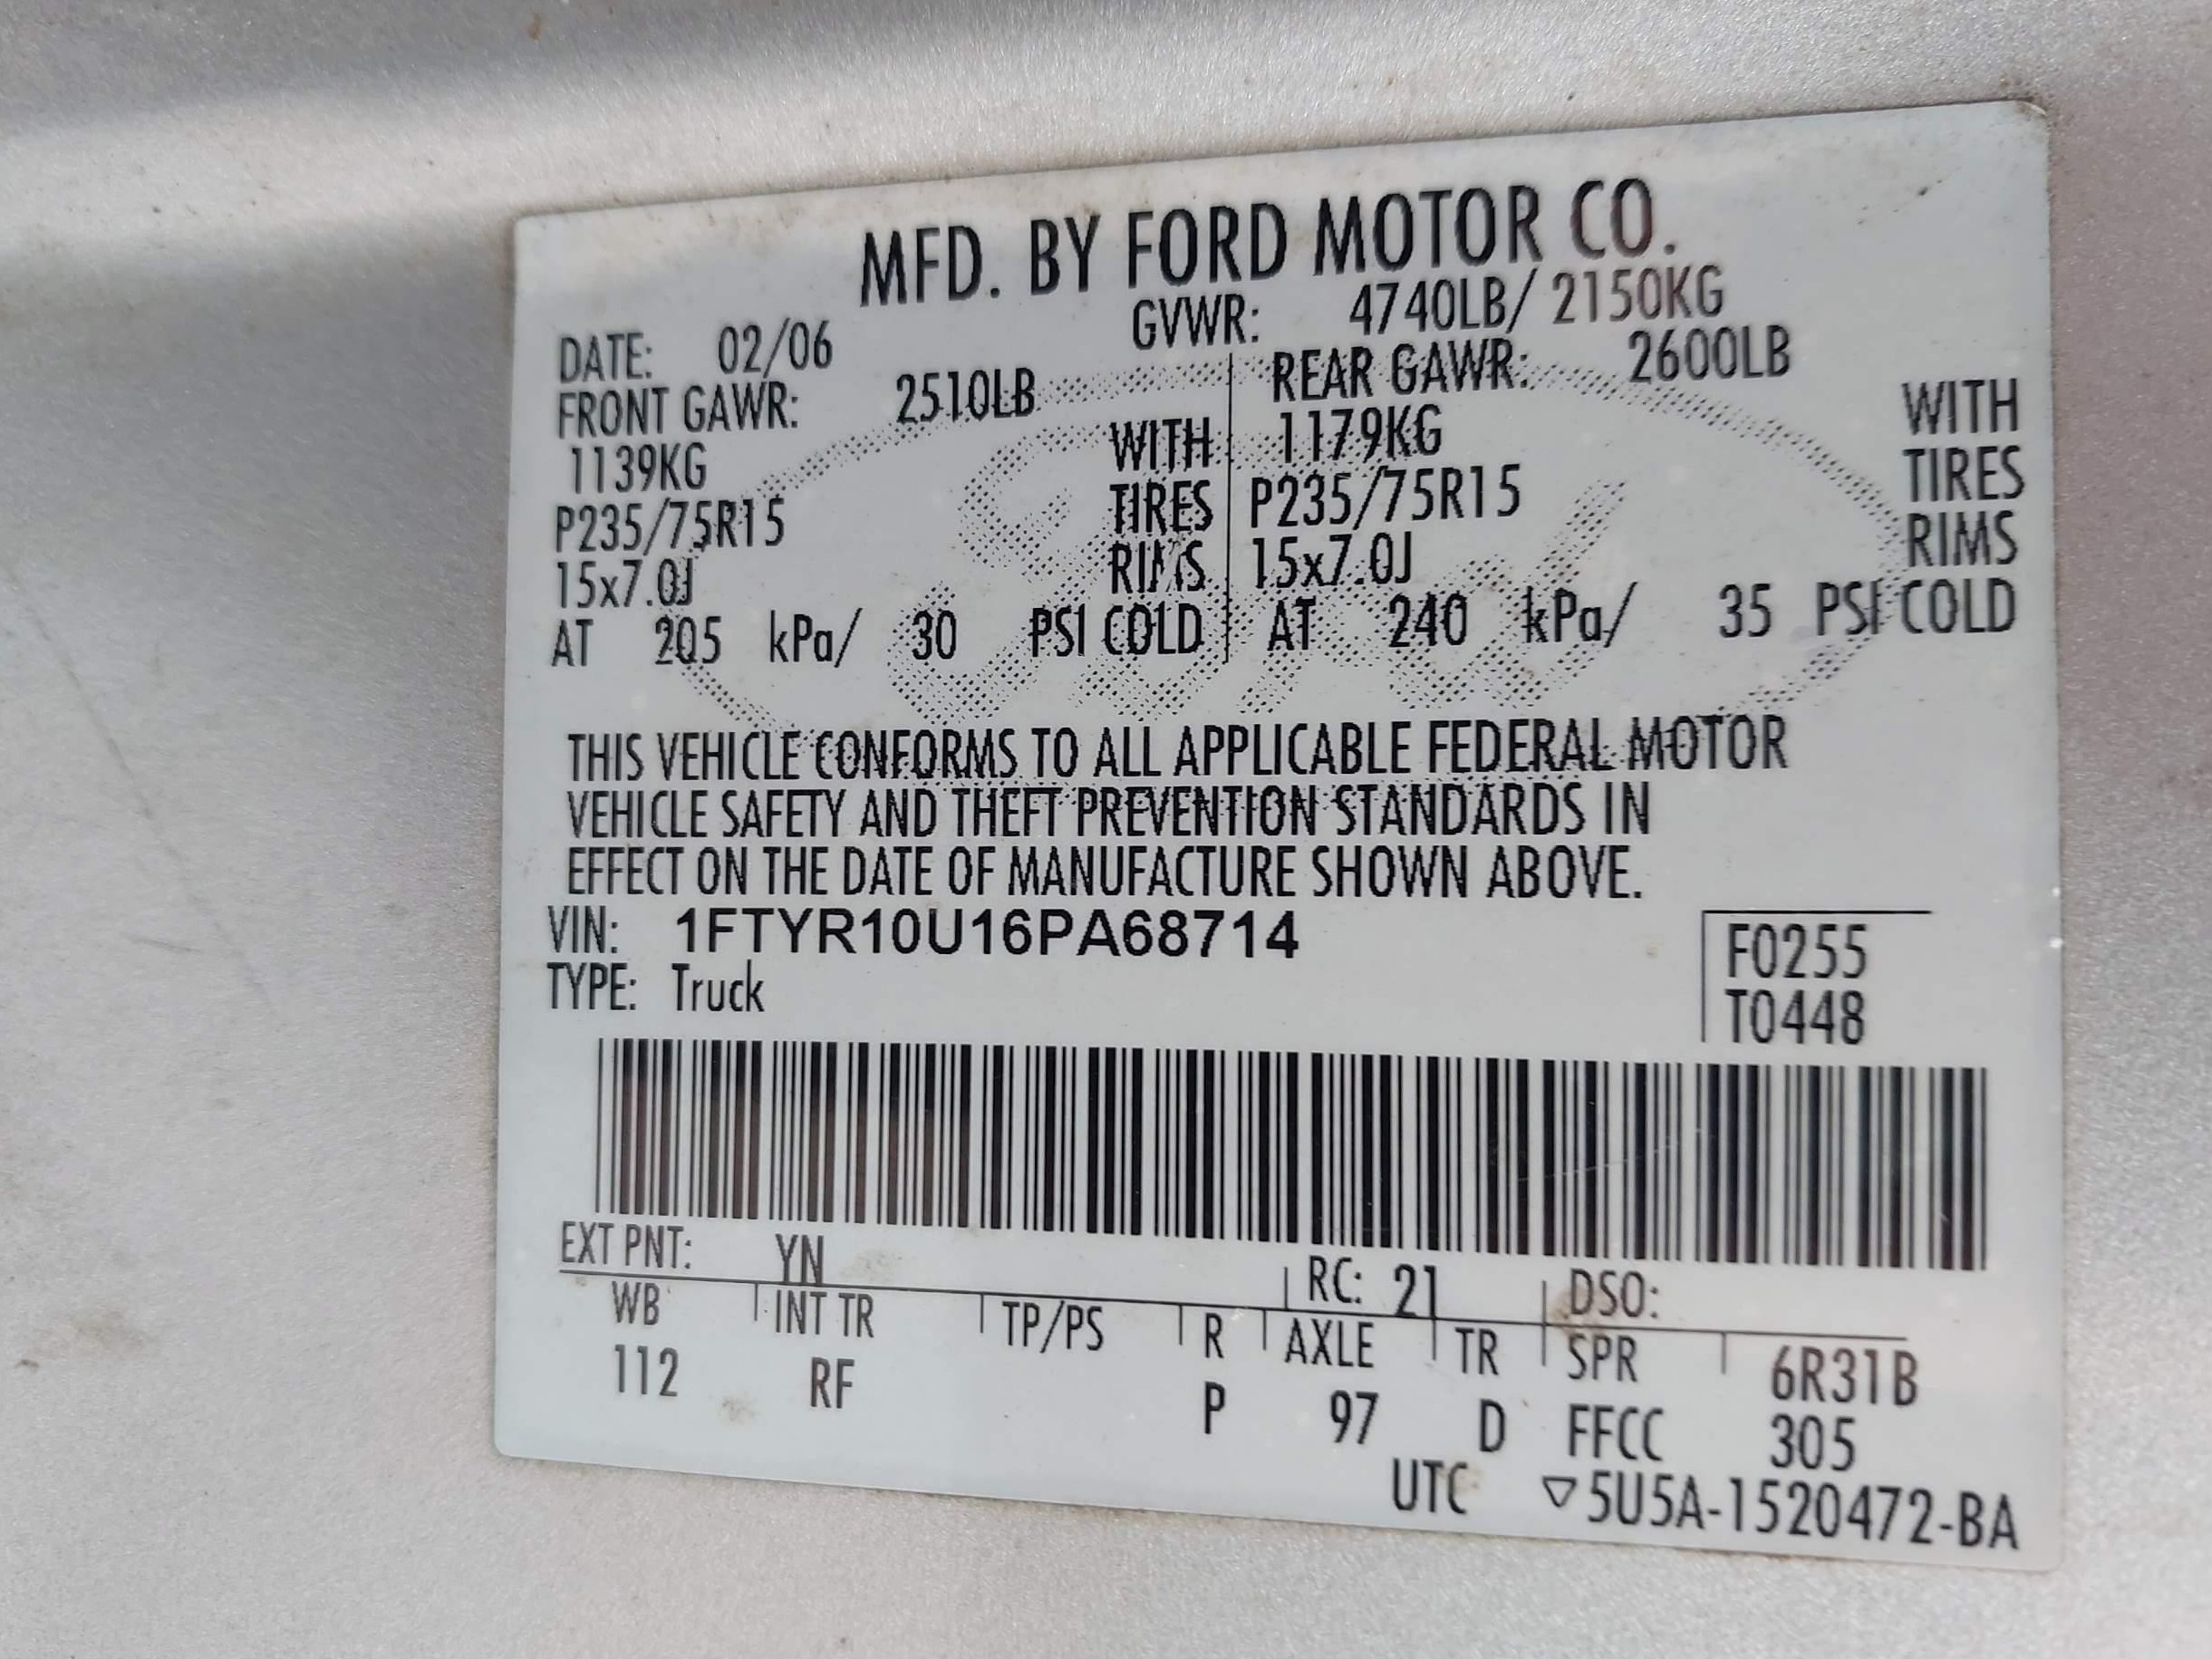 MFD. BY FORD MOTOR CO.
DATE: 02/06 GVWR: 4740LB/ 2150KG
FRONT GAWR: 2510LB REAR GAWR: 2600LB
1139KG WITH 1179KG WITH
P235/75R15 TIRES P235/75R15 TIRES
15x7.0J RIMS 15x7.0J RIMS
AT 205 kPa/ 30 PSI COLD AT 240 kPa/ 35 PSI COLD
THIS VEHICLE CONFORMS TO ALL APPLICABLE FEDERAL MOTOR
VEHICLE SAFETY AND THEFT PREVENTION STANDARDS IN
EFFECT ON THE DATE OF MANUFACTURE SHOWN ABOVE.
VIN: 1FTYR10U16PA68714 F0255
TYPE: Truck T0448
EXT PNT: YN RC: 21 DSO:
WB INT TR TP/PS R AXLE TR SPR 6R31B
112 RF P 97 D FFCC 305
UTC ▽5U5A-1520472-BA